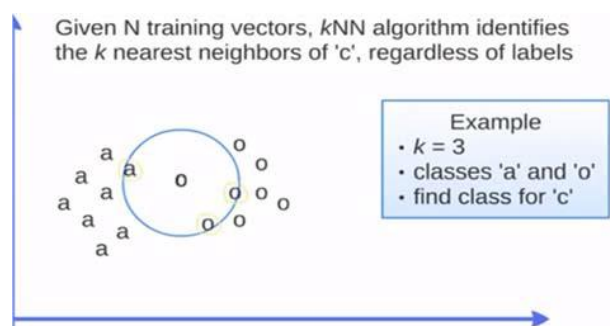 Given N training vectors, kNN algorithm identifies
the k nearest neighbors of 'c', regardless of labels
Example
• k = 3
• classes 'a' and 'o'
• find class for 'c'
o
a
a o
a o
a o o
a
a o
a o
a
o
a